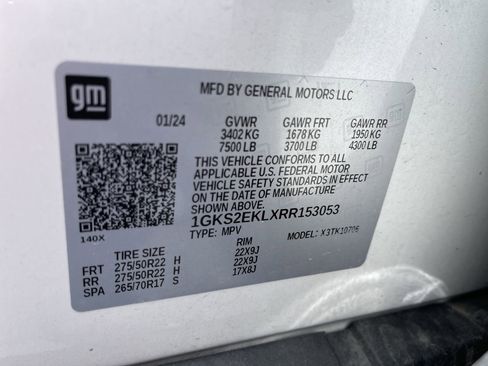 gm
MFD BY GENERAL MOTORS LLC
01/24 GVWR GAWR FRT GAWR RR
3402 KG 1678 KG 1950 KG
7500 LB 3700 LB 4300 LB
THIS VEHICLE CONFORMS TO ALL
APPLICABLE U.S. FEDERAL MOTOR
VEHICLE SAFETY STANDARDS IN EFFECT
ON THE DATE OF MANUFACTURE
1GKS2EKLXRR153053
140X TYPE: MPV MODEL: X3TK10706
TIRE SIZE RIM
FRT 275/50R22 H 22X9J
RR 275/50R22 H 22X9J
SPA 265/70R17 S 17X8J